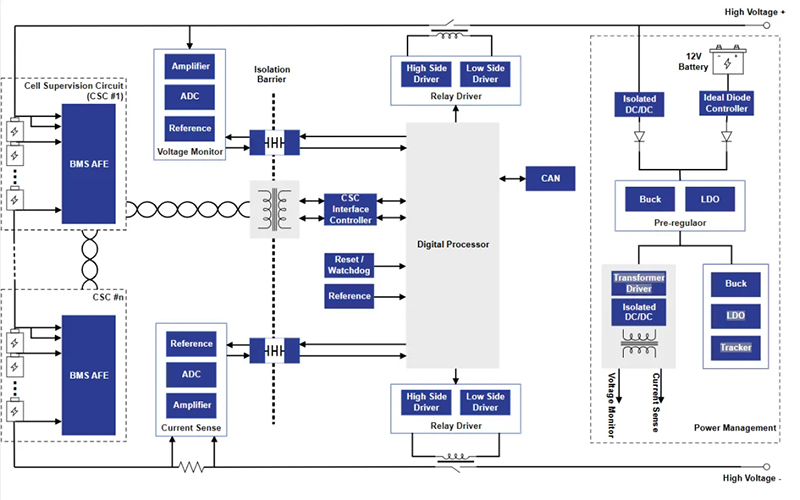 High Voltage +
Cell Supervision Circuit
(CSC #1)
BMS AFE
Amplifier
ADC
Reference
Voltage Monitor
Isolation
Barrier
High Side
Driver
Low Side
Driver
Relay Driver
12V
Battery
Isolated
DC/DC
Ideal Diode
Controller
CSC
Interface
Controller
Digital Processor
CAN
Buck
LDO
Pre-regulaor
Reset /
Watchdog
Reference
Transformer
Driver
Isolated
DC/DC
Buck
LDO
Tracker
CSC #n
BMS AFE
Reference
ADC
Amplifier
Current Sense
High Side
Driver
Low Side
Driver
Relay Driver
Voltage Monitor
Current Sense
Power Management
High Voltage -